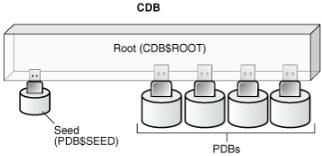 CDB
Root (CDB$ROOT)
Seed
(PDB$SEED)
PDBs